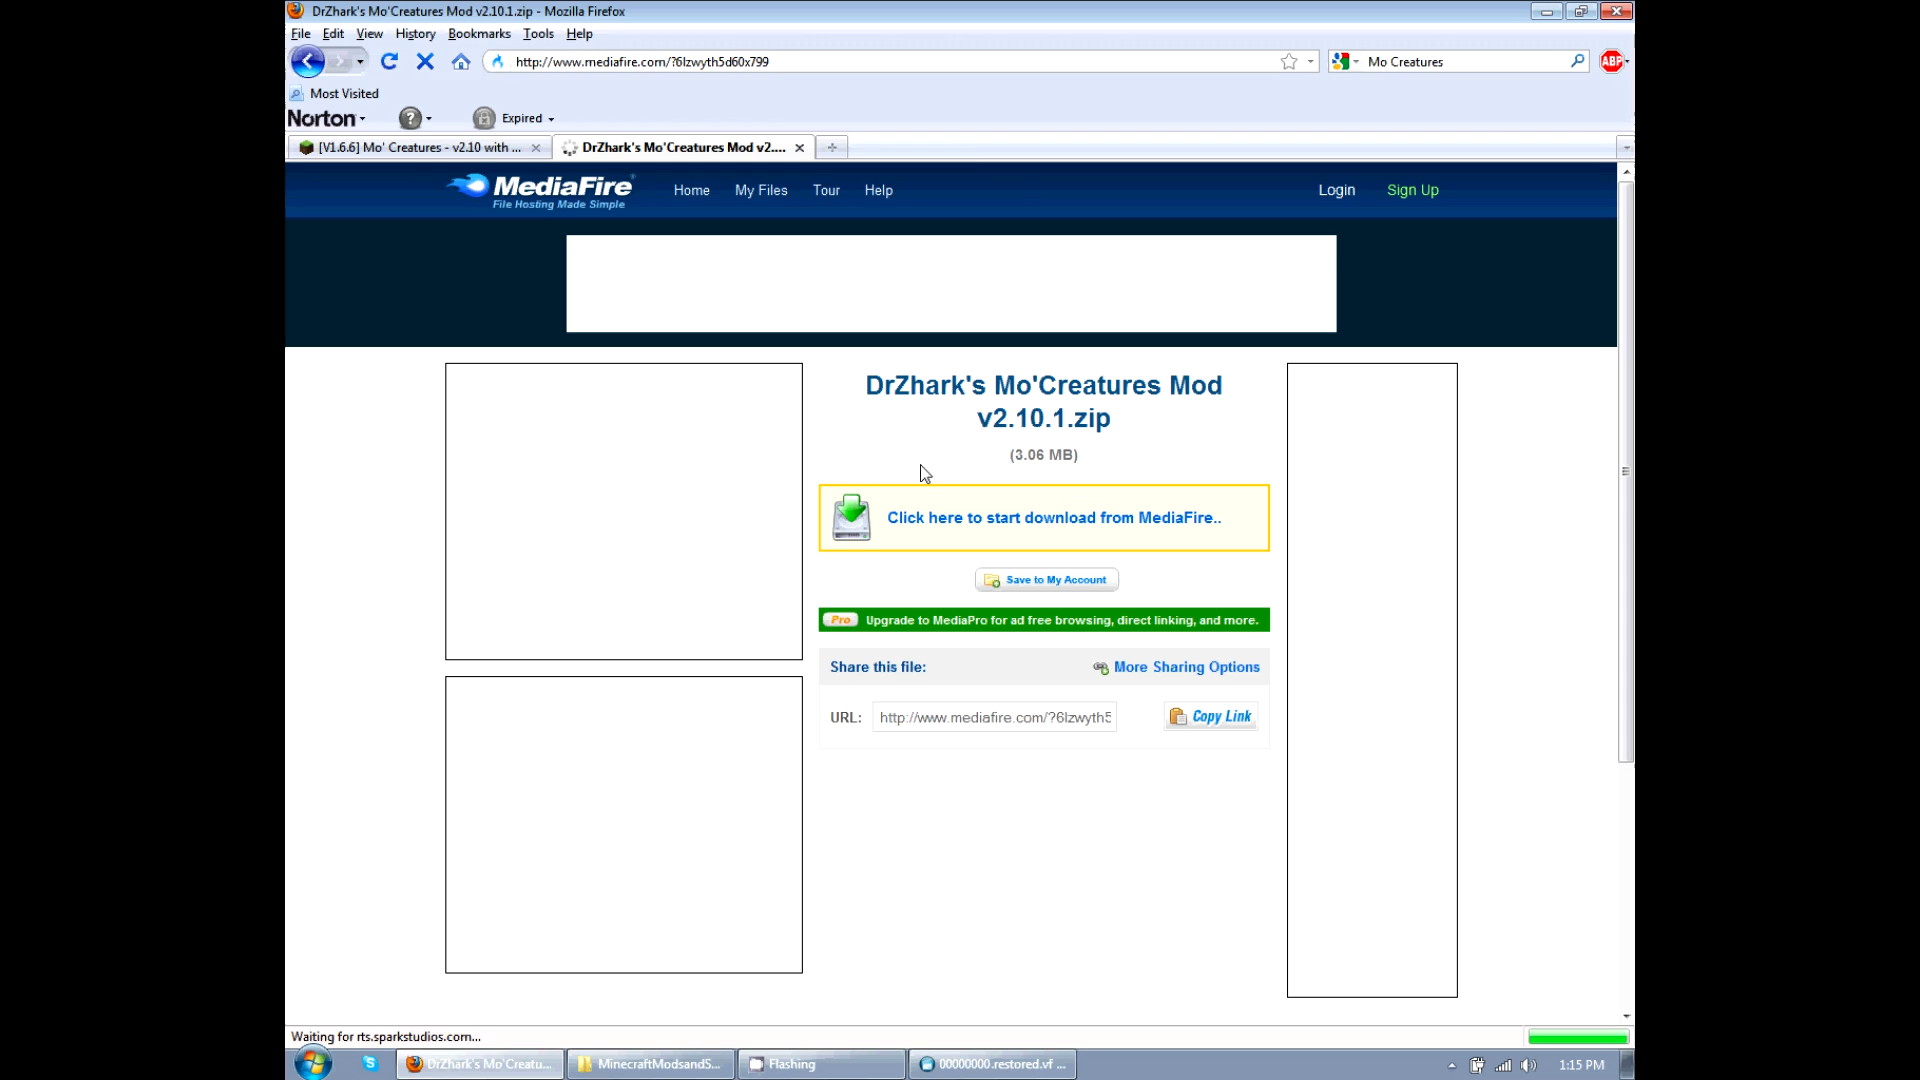 DrZhark's Mo'Creatures Mod v2.10.1.zip - Mozilla Firefox
File Edit View History Bookmarks Tools Help
http://www.mediafire.com/?6lzwyth5d60x799
Mo Creatures
ABP
Most Visited
Norton
?
Expired
[V1.6.6] Mo' Creatures - v2.10 with ...
DrZhark's Mo'Creatures Mod v2....
MediaFire
File Hosting Made Simple
Home My Files Tour Help
Login Sign Up
DrZhark's Mo'Creatures Mod
v2.10.1.zip
(3.06 MB)
Click here to start download from MediaFire..
Save to My Account
Pro Upgrade to MediaPro for ad free browsing, direct linking, and more.
Share this file: More Sharing Options
URL: http://www.mediafire.com/?6lzwyth5
Copy Link
Waiting for rts.sparkstudios.com...
DrZhark's Mo'Creatu...
MinecraftModsandS...
Flashing
00000000.restored.vf ...
1:15 PM